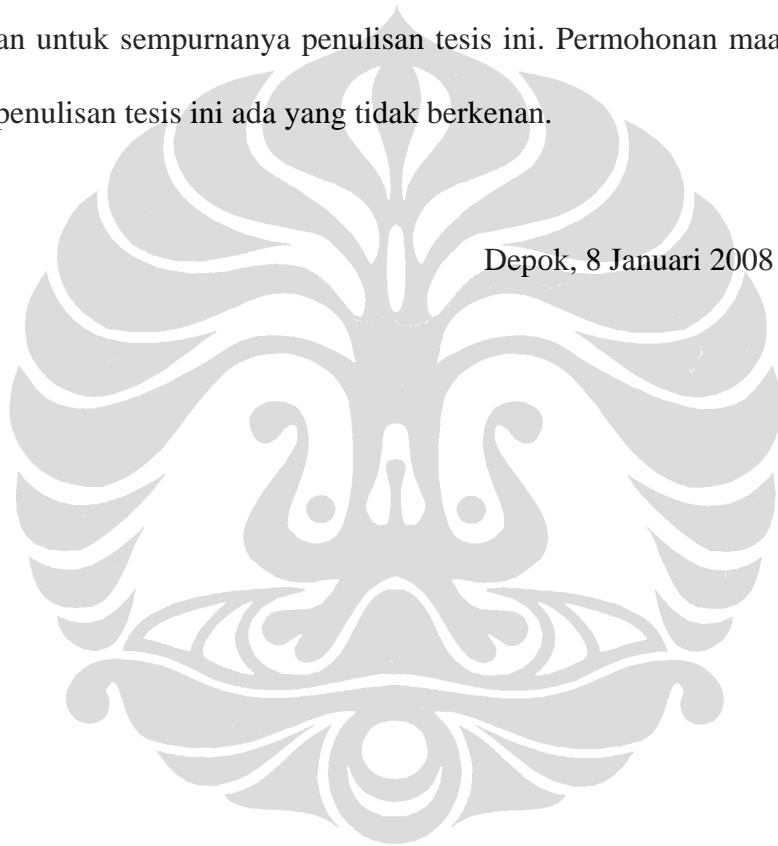 an untuk sempurnanya penulisan tesis ini. Permohonan maa
penulisan tesis ini ada yang tidak berkenan.
Depok, 8 Januari 2008